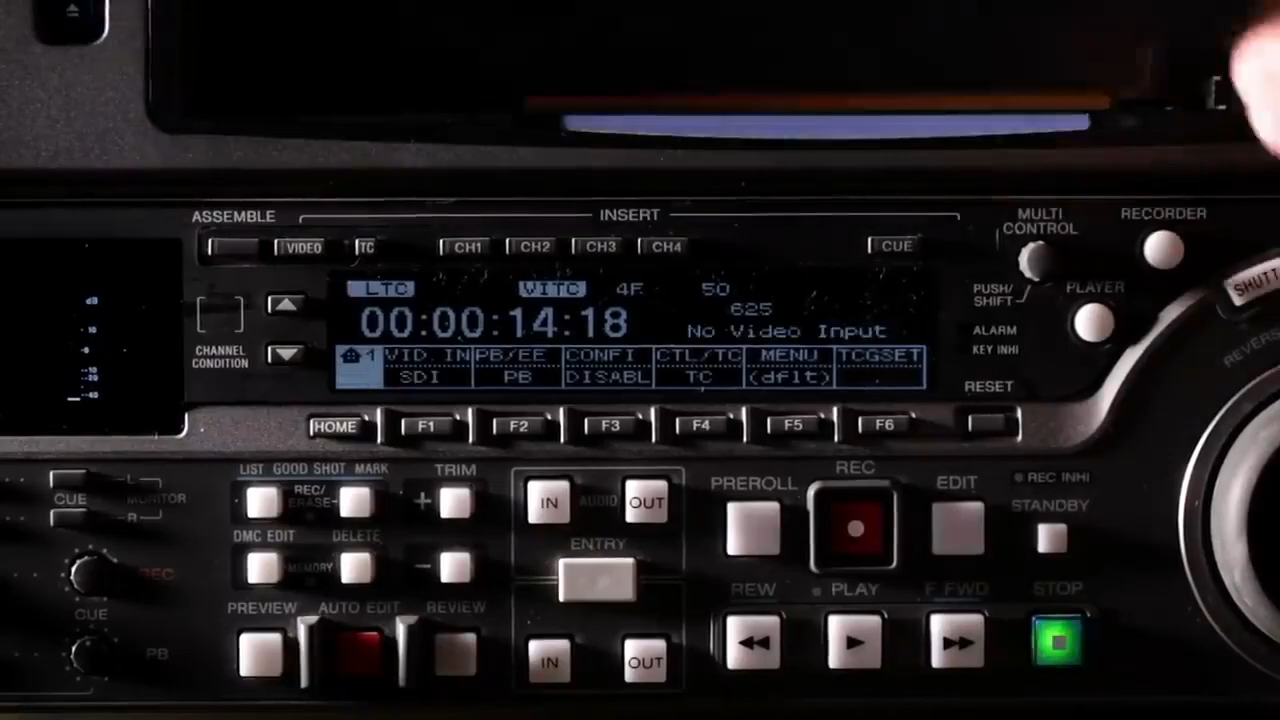 ASSEMBLE INSERT
MULTI CONTROL
RECORDER
VIDEO TC CH1 CH2 CH3 CH4 CUE
PUSH/SHIFT
PLAYER
LTC VITC 4F 50
625
00:00:14:18 No Video Input
1 VID.IN PB/EE CONFI CTL/TC MENU TCGSET
SDI PB DISABL TC (dflt)
CHANNEL CONDITION
ALARM
KEY INHI
RESET
SHUTT
REVERS
dB
HOME F1 F2 F3 F4 F5 F6
LIST GOOD SHOT MARK TRIM
REC/ERASE
+
CUE MONITOR
L
R
IN AUDIO OUT
PREROLL REC EDIT
REC INHI
STANDBY
DMC EDIT DELETE
MEMORY
−
ENTRY
REC
CUE
PB
PREVIEW AUTO EDIT REVIEW
IN OUT
REW PLAY F FWD STOP